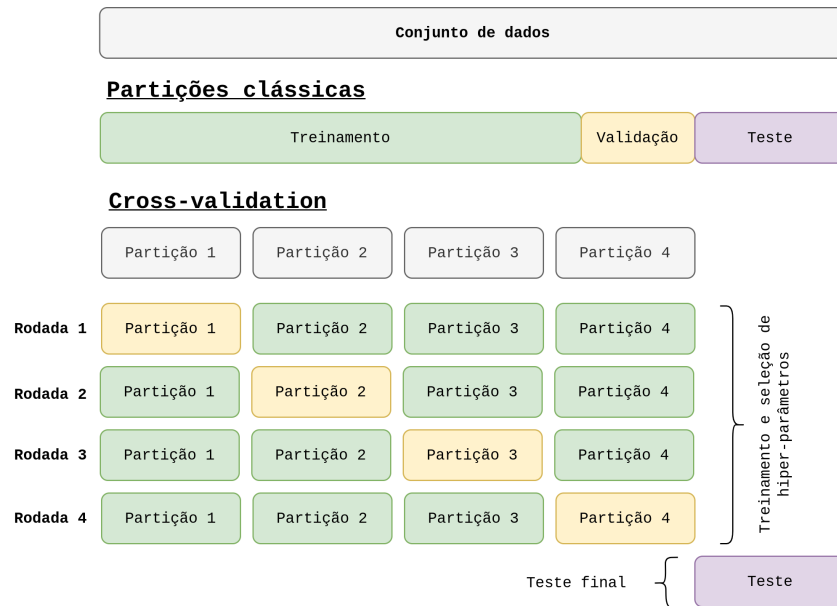 Conjunto de dados
Partições clássicas
Treinamento Validação Teste
Cross-validation
Partição 1 Partição 2 Partição 3 Partição 4
Rodada 1 Partição 1 Partição 2 Partição 3 Partição 4
Rodada 2 Partição 1 Partição 2 Partição 3 Partição 4
Rodada 3 Partição 1 Partição 2 Partição 3 Partição 4
Rodada 4 Partição 1 Partição 2 Partição 3 Partição 4
Treinamento e seleção de
hiper-parâmetros
Teste final Teste